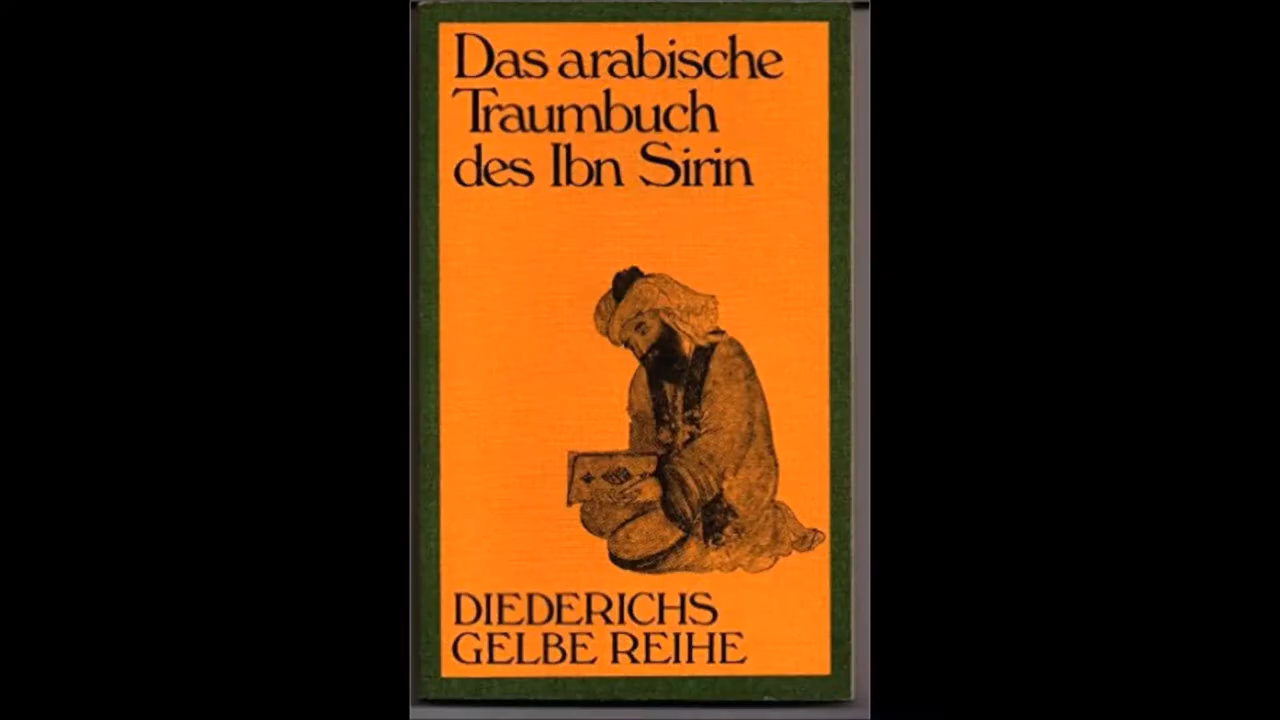 Das arabische
Traumbuch
des Ibn Sirin
DIEDERICHS
GELBE REIHE